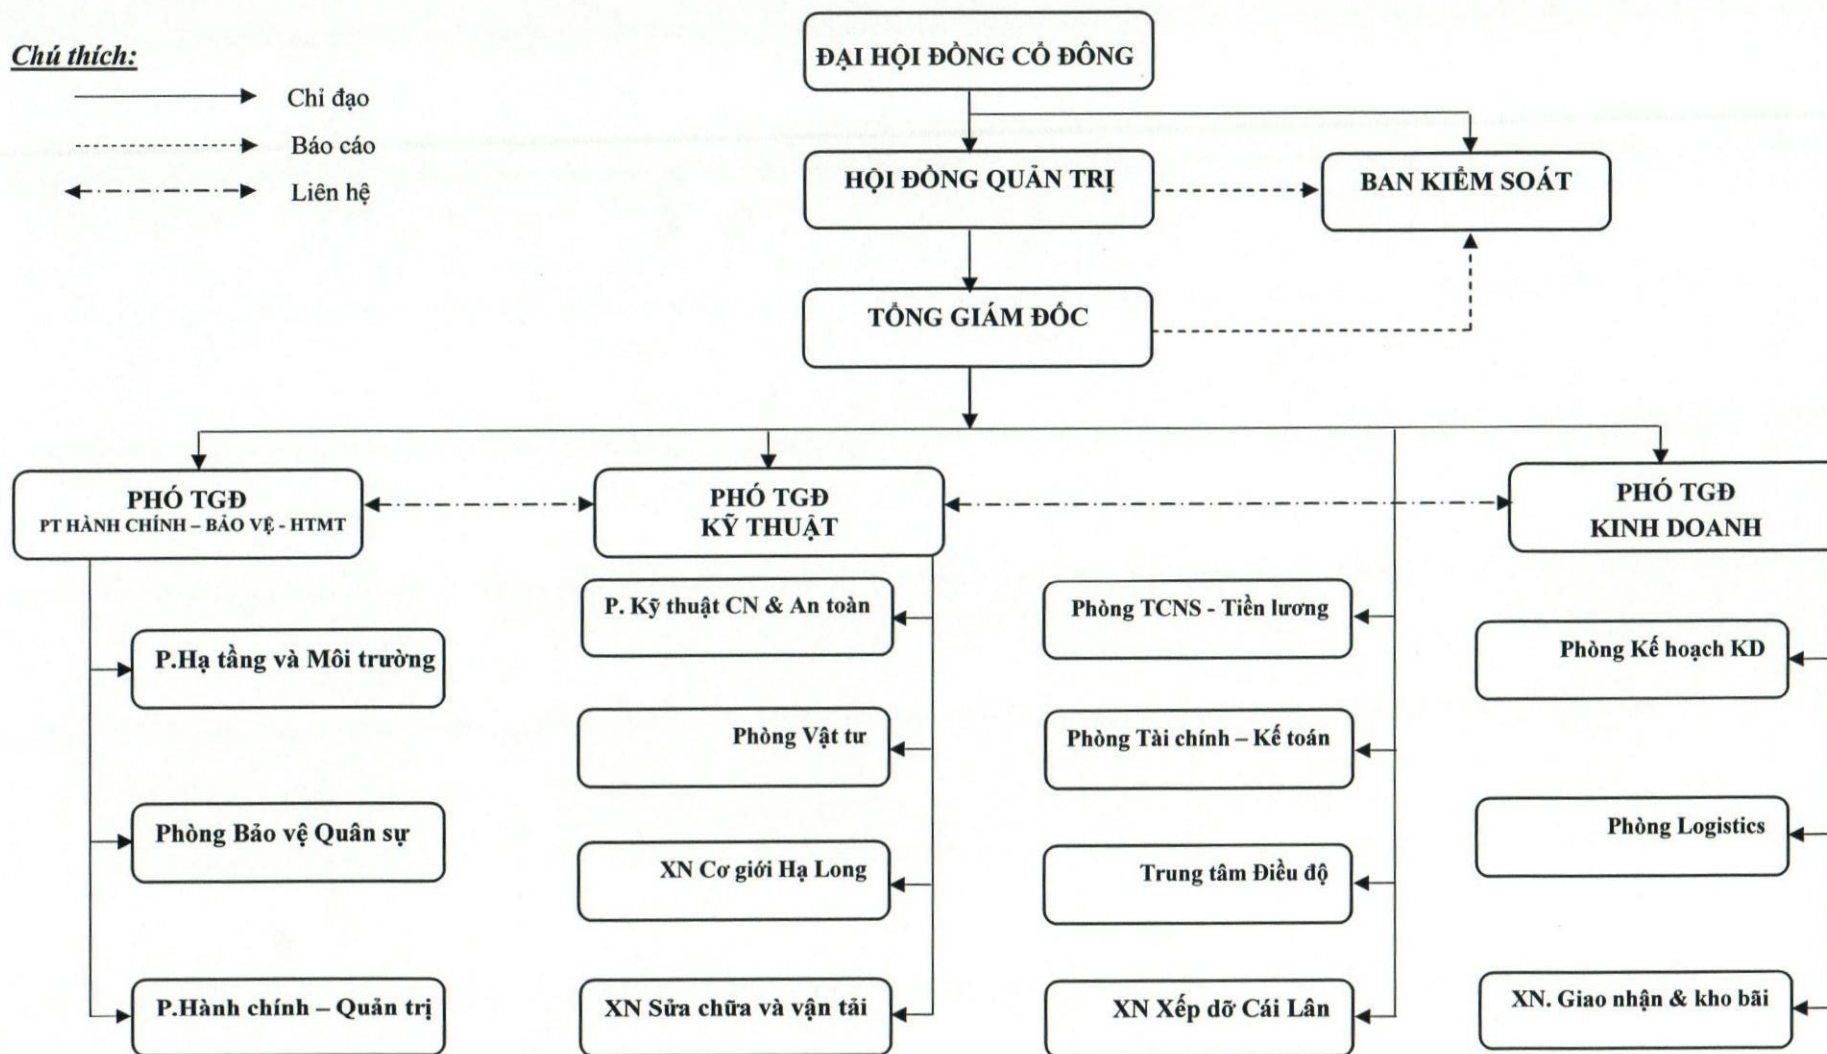 Chú thích:
Chỉ đạo
Báo cáo
Liên hệ
ĐẠI HỘI ĐỒNG CỔ ĐÔNG
HỘI ĐỒNG QUẢN TRỊ
BAN KIỂM SOÁT
TỔNG GIÁM ĐỐC
PHÓ TGĐ
PT HÀNH CHÍNH – BẢO VỆ - HTMT
PHÓ TGĐ
KỸ THUẬT
PHÓ TGĐ
KINH DOANH
P.Hạ tầng và Môi trường
Phòng Bảo vệ Quân sự
P.Hành chính – Quản trị
P. Kỹ thuật CN & An toàn
Phòng Vật tư
XN Cơ giới Hạ Long
XN Sửa chữa và vận tải
Phòng TCNS - Tiền lương
Phòng Tài chính – Kế toán
Trung tâm Điều độ
XN Xếp dỡ Cái Lân
Phòng Kế hoạch KD
Phòng Logistics
XN. Giao nhận & kho bãi